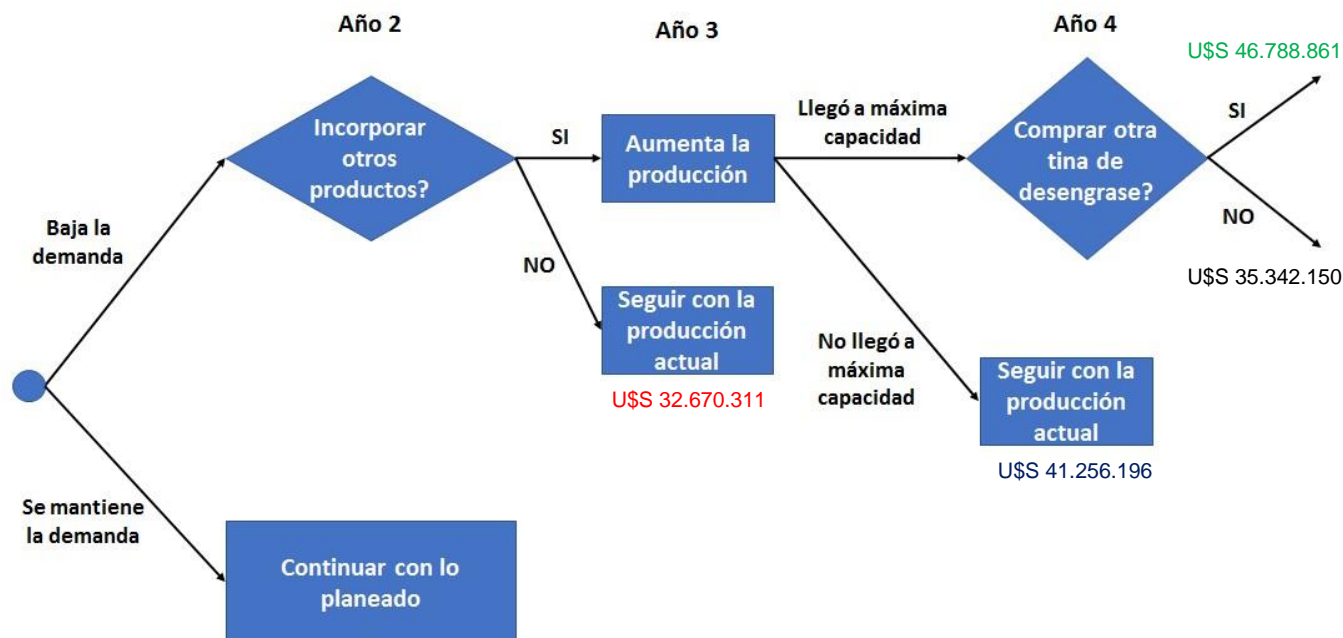 Año 2
Año 3
Año 4
U$S 46.788.861
Incorporar
otros
productos?
SI
Aumenta la
producción
Llegó a máxima
capacidad
Comprar otra
tina de
desengrase?
SI
NO
U$S 35.342.150
Baja la
demanda
NO
Seguir con la
producción
actual
U$S 32.670.311
No llegó a
máxima
capacidad
Seguir con la
producción
actual
U$S 41.256.196
Se mantiene
la demanda
Continuar con lo
planeado